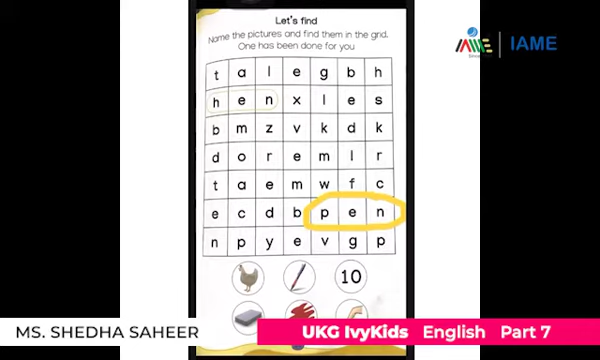 Let's find
Name the pictures and find them in the grid.
One has been done for you
t a l e g b h
h e n x l e s
b m z v k d k
d o r e m l r
t a e m w f c
e c d b p e n
n p y e v g p
10
IAME
MS. SHEDHA SAHEER
UKG IvyKids English Part 7